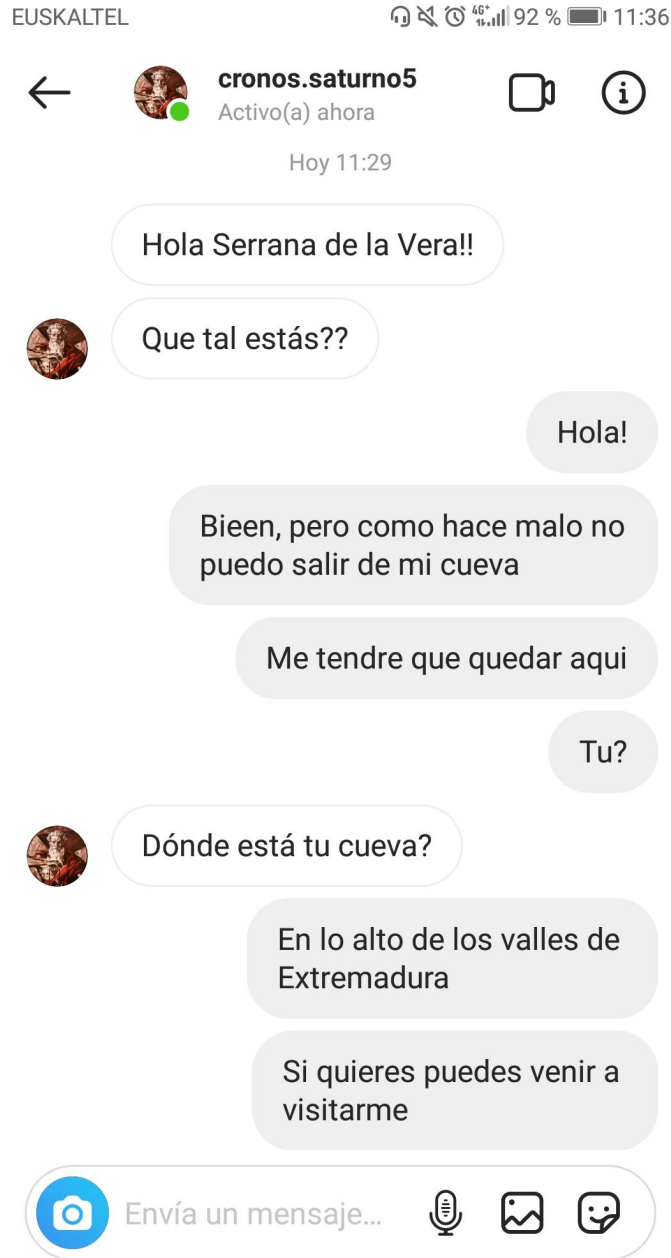 EUSKALTEL 4G+ 92 % 11:36
cronos.saturno5
Activo(a) ahora
Hoy 11:29
Hola Serrana de la Vera!!
Que tal estás??
Hola!
Bieen, pero como hace malo no
puedo salir de mi cueva
Me tendre que quedar aqui
Tu?
Dónde está tu cueva?
En lo alto de los valles de
Extremadura
Si quieres puedes venir a
visitarme
Envía un mensaje...